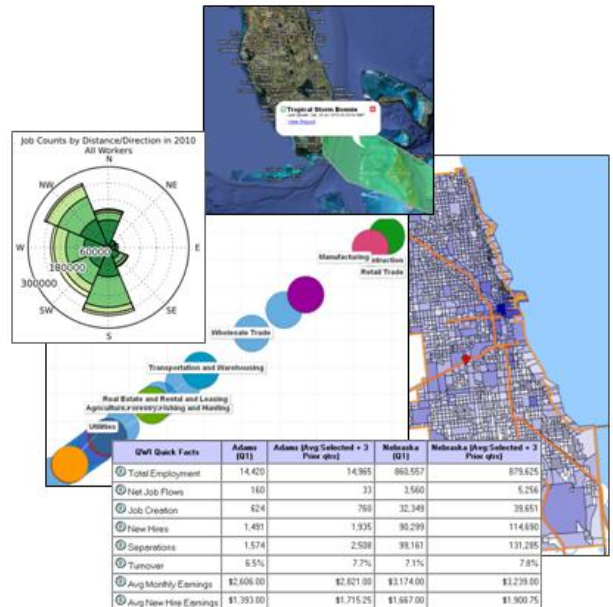 Tropical Storm Bonnie
View Report
Job Counts by Distance/Direction in 2010
All Workers
N
NW
NE
W
E
60000
180000
300000
SW
SE
S
Manufacturing
struction
Retail Trade
Wholesale Trade
Transportation and Warehousing
Real Estate and Rental and Leasing
Agriculture, Forestry, Fishing and Hunting
Utilities
QWI Quick Facts Adams (Q1) Adams (Avg:Selected + 3 Prior qtrs) Nebraska (Q1) Nebraska (Avg:Selected + 3 Prior qtrs)
Total Employment 14,420 14,965 860,557 879,625
Net Job Flows 160 33 3,560 5,256
Job Creation 624 760 32,349 39,651
New Hires 1,491 1,935 90,299 114,690
Separations 1,574 2,508 99,161 131,285
Turnover 6.5% 7.7% 7.1% 7.8%
Avg Monthly Earnings $2,606.00 $2,821.00 $3,174.00 $3,239.00
Avg New Hire Earnings $1,393.00 $1,715.25 $1,667.00 $1,900.75